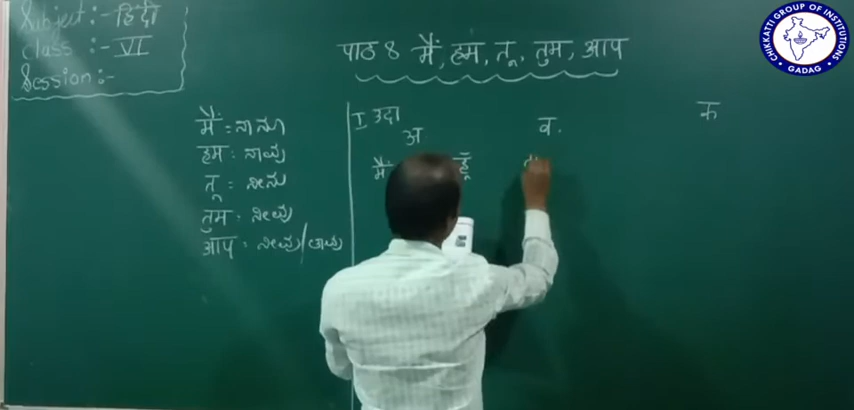 Subject :- हिंदी
Class :- VI
Session :-
पाठ 8 मैं, हम, तू, तुम, आप
मैं = ನಾನು
हम = ನಾವು
तू = ನೀನು
तुम = ನೀವು
आप = ನೀವು/ತಾವು
I उदा
अ
ब.
क
मैं
हूँ
CHIKKATTI GROUP OF INSTITUTIONS
GADAG